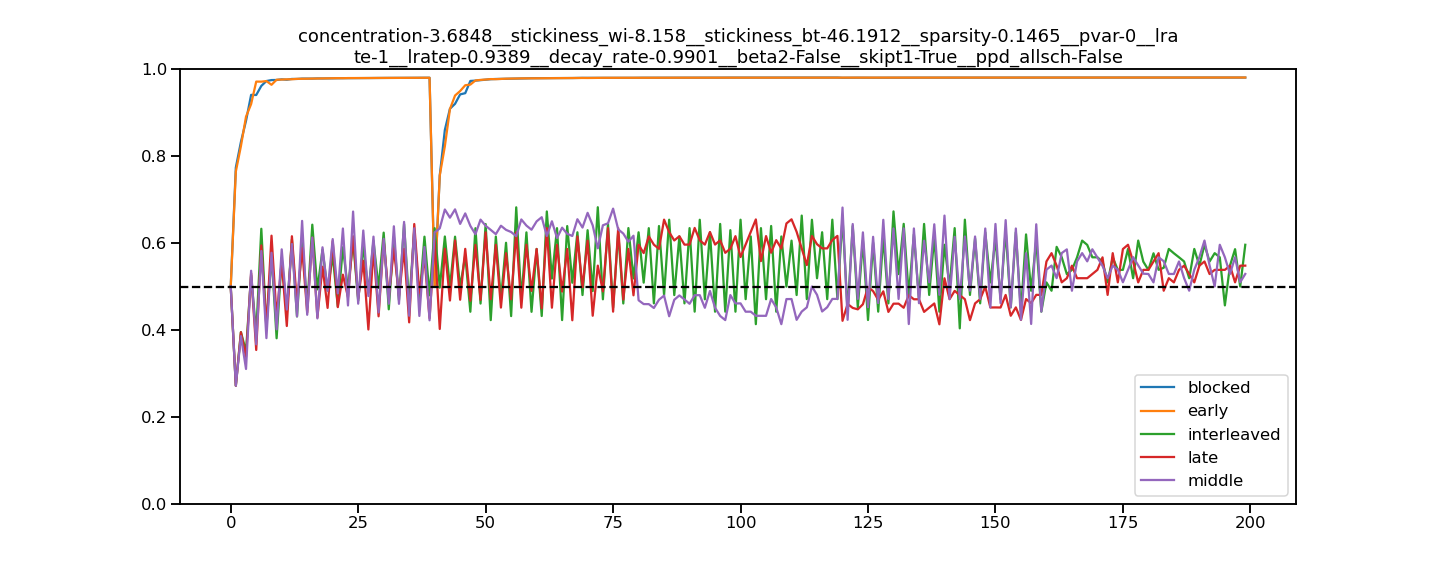 concentration-3.6848__stickiness_wi-8.158__stickiness_bt-46.1912__sparsity-0.1465__pvar-0__lra
te-1__lratep-0.9389__decay_rate-0.9901__beta2-False__skipt1-True__ppd_allsch-False
1.0
0.8
0.6
0.4
0.2
0.0
0 25 50 75 100 125 150 175 200
blocked
early
interleaved
late
middle